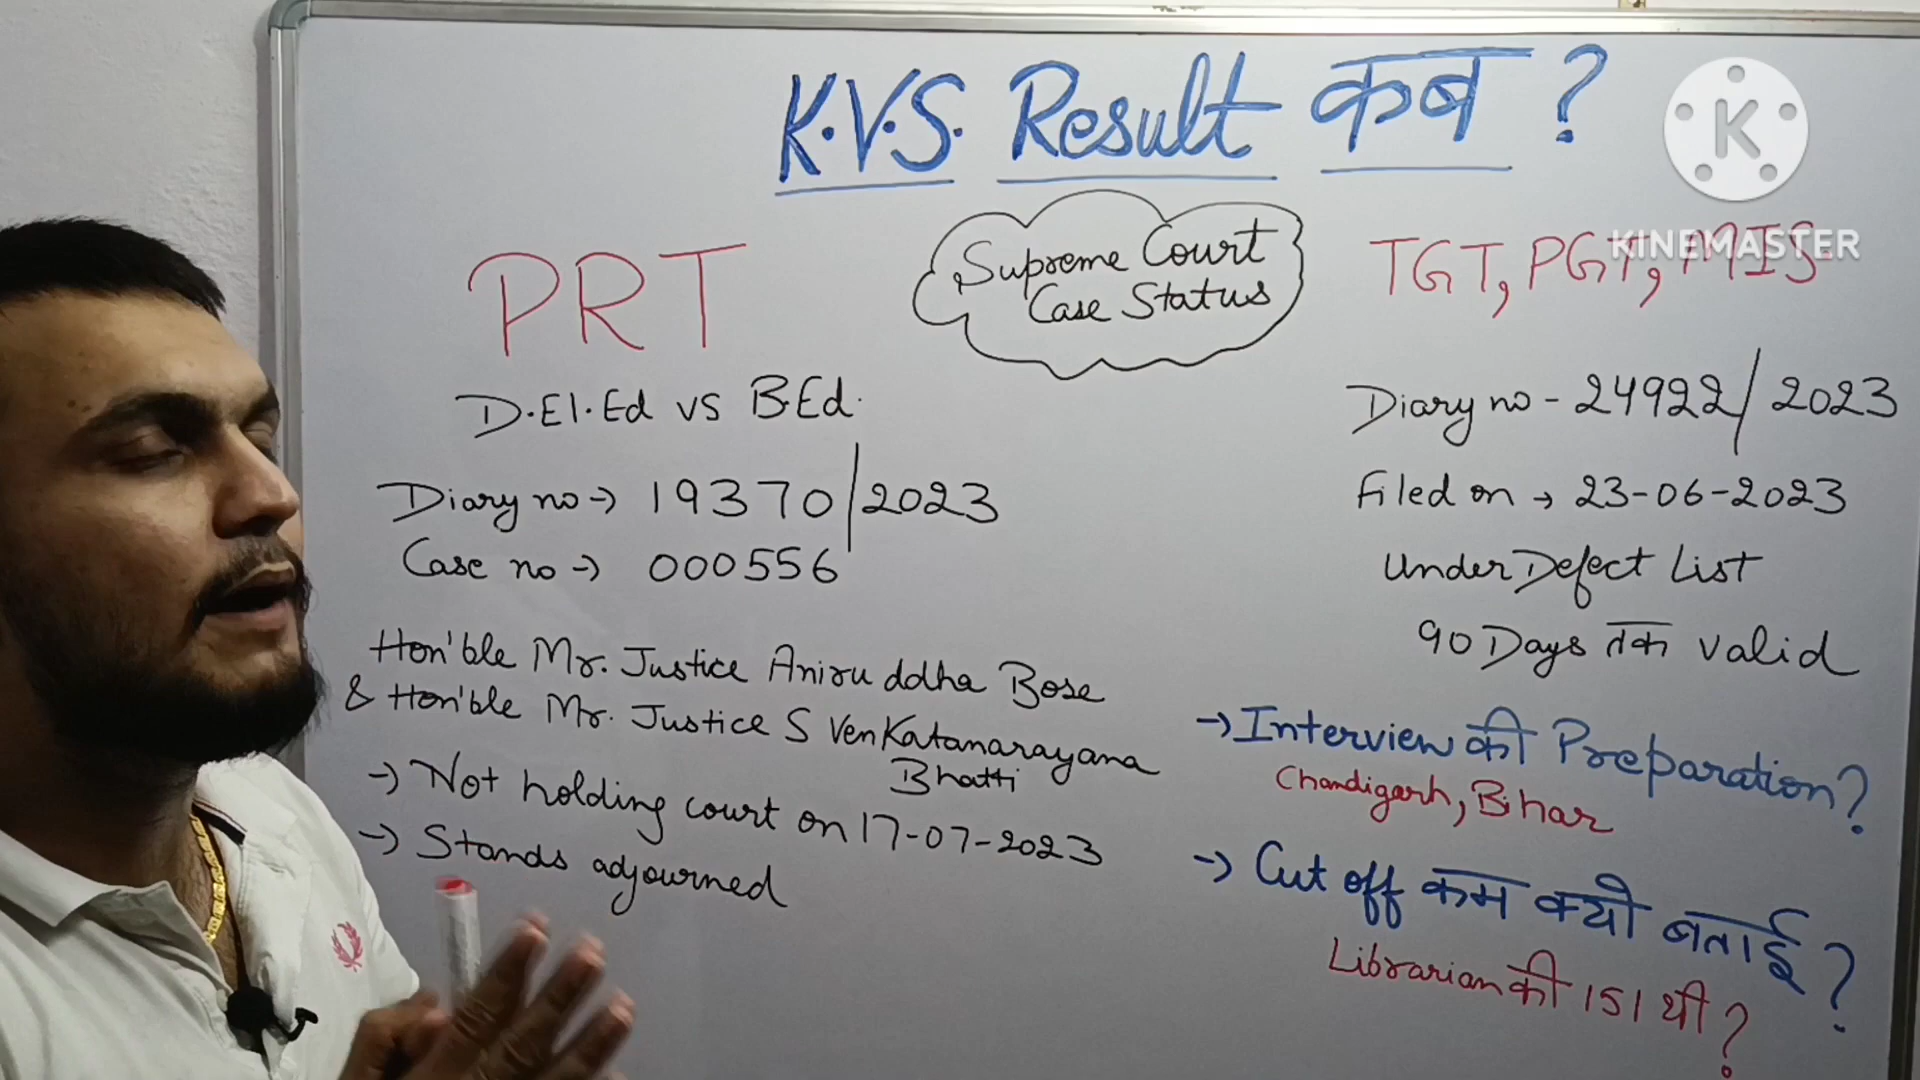 K.V.S. Result कब ?
KINEMASTER
Supreme Court
Case Status
PRT
D.El.Ed vs B.Ed.
Diary no → 19370/2023
Case no → 000556
Hon'ble Mr. Justice Aniruddha Bose
& Hon'ble Mr. Justice S VenKatanarayana
Bhatti
→ Not holding court on 17-07-2023
→ Stands adjourned
TGT, PGT, MIS.
Diary no - 24922/2023
Filed on → 23-06-2023
Under Defect List
90 Days तक valid
→ Interview की Preparation?
Chandigarh, Bihar
→ Cut off कम क्यों बताई ?
Librarian की 151 थी ?